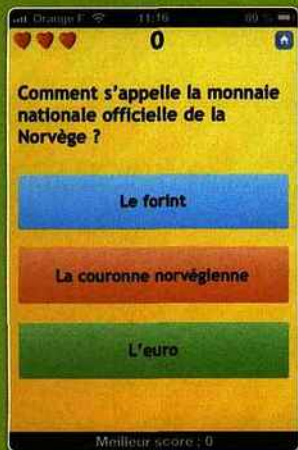 Orange F 11:16
0
Comment s'appelle la monnaie
nationale officielle de la
Norvège ?
Le forint
La couronne norvégienne
L'euro
Meilleur score : 0